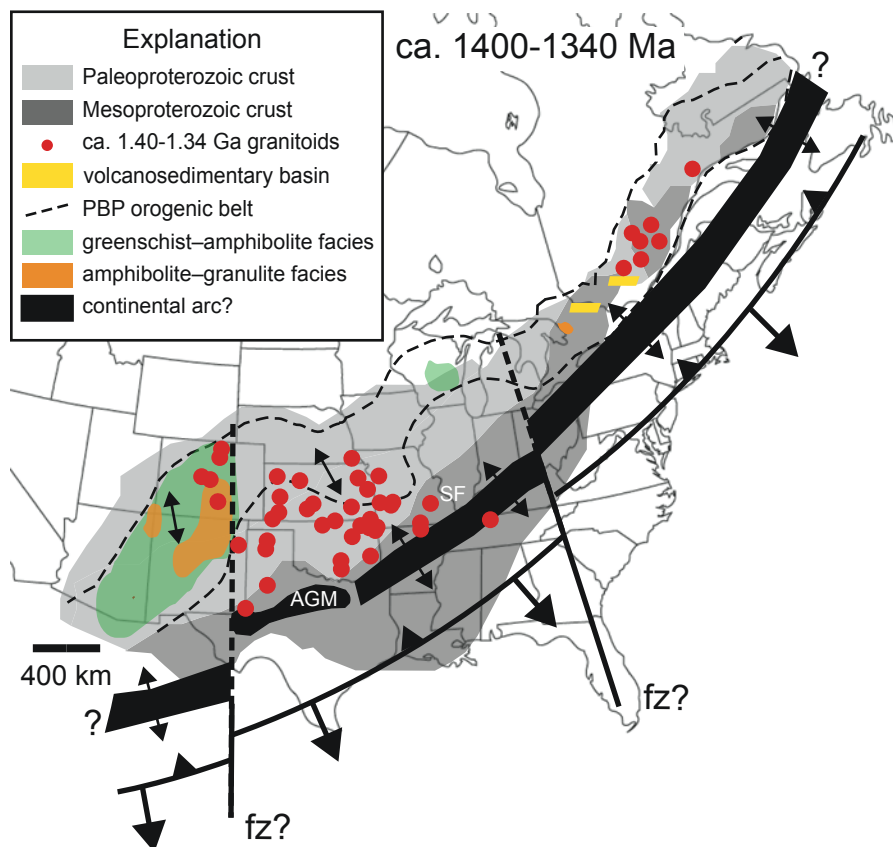 Explanation
Paleoproterozoic crust
Mesoproterozoic crust
ca. 1.40-1.34 Ga granitoids
volcanosedimentary basin
PBP orogenic belt
greenschist–amphibolite facies
amphibolite–granulite facies
continental arc?
ca. 1400-1340 Ma
?
SF
AGM
400 km
?
fz?
fz?